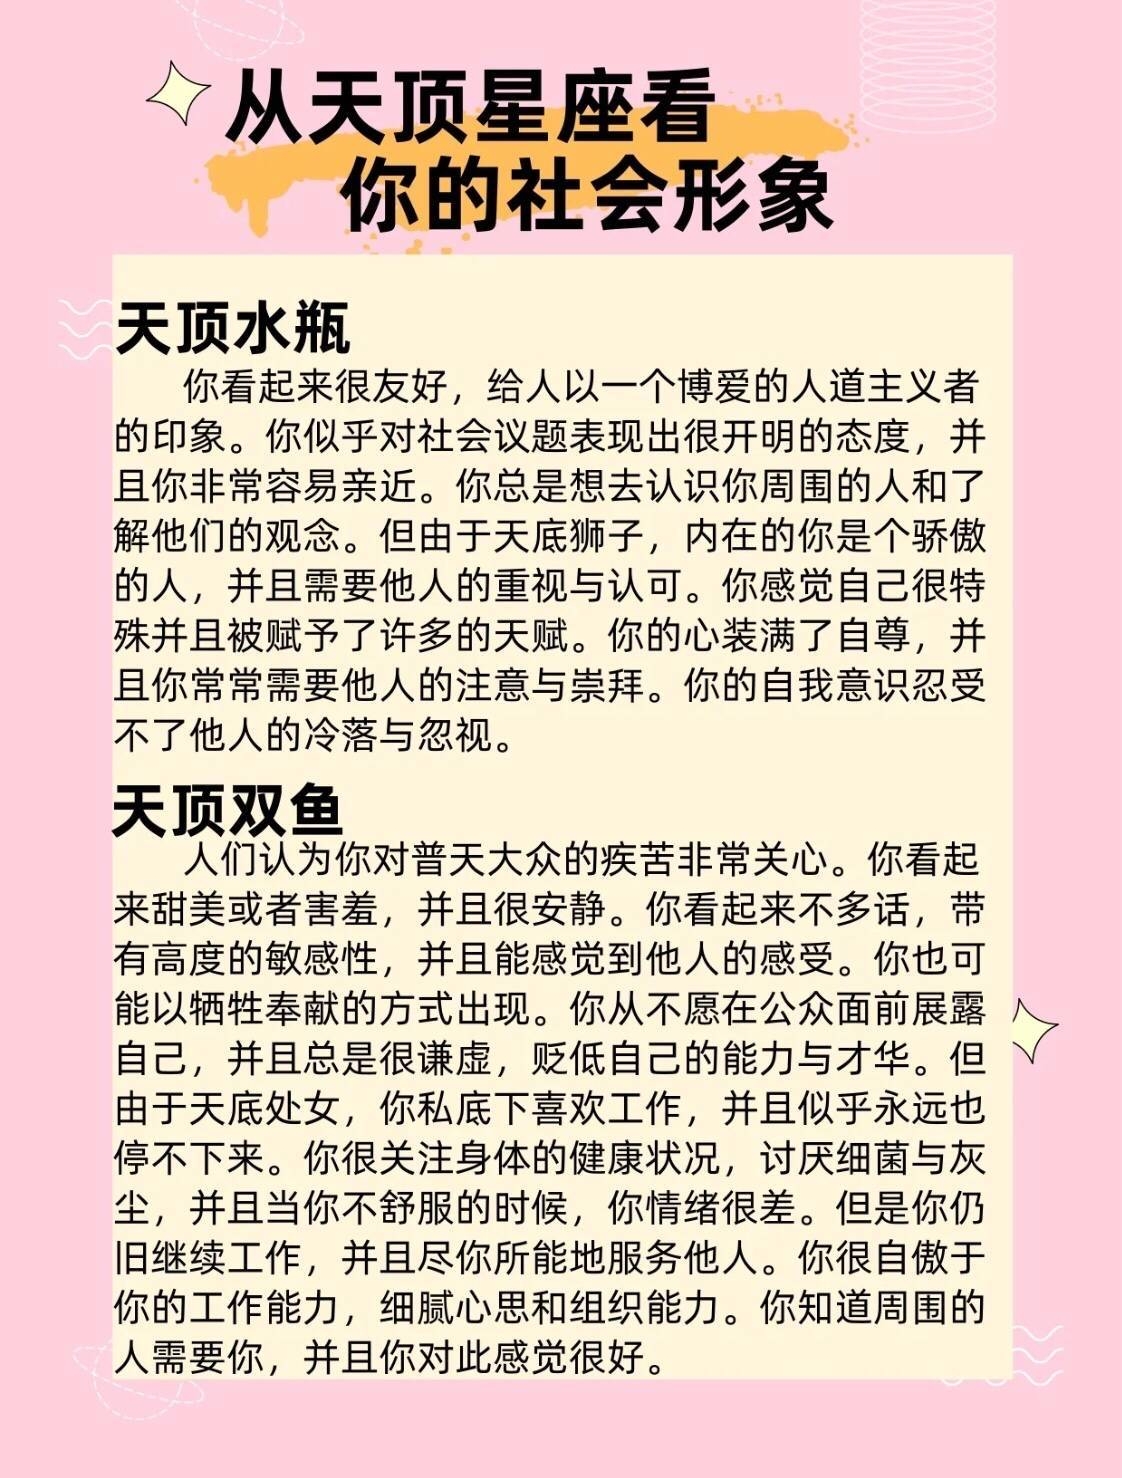 从天顶星座看
你的社会形象
天顶水瓶
你看起来很友好，给人以一个博爱的人道主义者
的印象。你似乎对社会议题表现出很开明的态度，并
且你非常容易亲近。你总是想去认识你周围的人和了
解他们的观念。但由于天底狮子，内在的你是个骄傲
的人，并且需要他人的重视与认可。你感觉自己很特
殊并且被赋予了许多的天赋。你的心装满了自尊，并
且你常常需要他人的注意与崇拜。你的自我意识忍受
不了他人的冷落与忽视。
天顶双鱼
人们认为你对普天大众的疾苦非常关心。你看起
来甜美或者害羞，并且很安静。你看起来不多话，带
有高度的敏感性，并且能感觉到他人的感受。你也可
能以牺牲奉献的方式出现。你从不愿在公众面前展露
自己，并且总是很谦虚，贬低自己的能力与才华。但
由于天底处女，你私底下喜欢工作，并且似乎永远也
停不下来。你很关注身体的健康状况，讨厌细菌与灰
尘，并且当你不舒服的时候，你情绪很差。但是你仍
旧继续工作，并且尽你所能地服务他人。你很自傲于
你的工作能力，细腻心思和组织能力。你知道周围的
人需要你，并且你对此感觉很好。